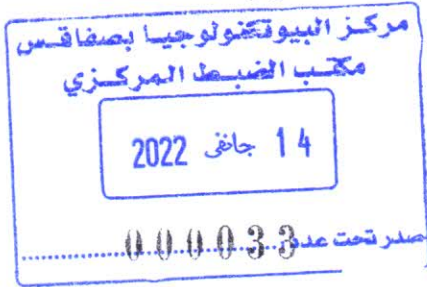 مركز البيوتكنولوجيا بصفاقس
مكتب الضبط المركزي
14 جانفي 2022
صدر تحت عدد 000033